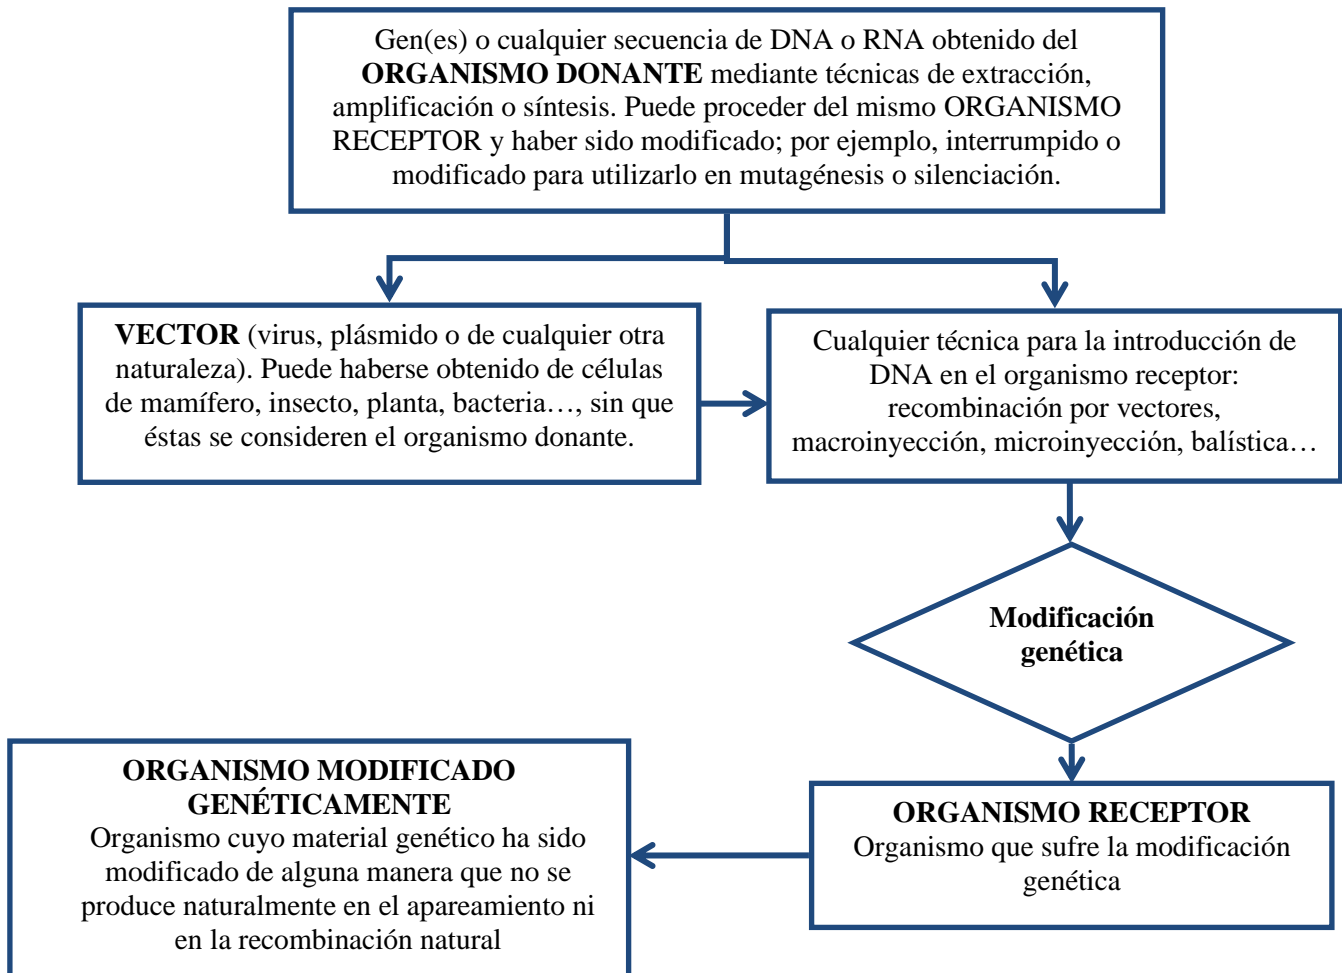 Gen(es) o cualquier secuencia de DNA o RNA obtenido del
ORGANISMO DONANTE mediante técnicas de extracción,
amplificación o síntesis. Puede proceder del mismo ORGANISMO
RECEPTOR y haber sido modificado; por ejemplo, interrumpido o
modificado para utilizarlo en mutagénesis o silenciación.
VECTOR (virus, plásmido o de cualquier otra
naturaleza). Puede haberse obtenido de células
de mamífero, insecto, planta, bacteria…, sin que
éstas se consideren el organismo donante.
Cualquier técnica para la introducción de
DNA en el organismo receptor:
recombinación por vectores,
macroinyección, microinyección, balística…
Modificación
genética
ORGANISMO RECEPTOR
Organismo que sufre la modificación
genética
ORGANISMO MODIFICADO
GENÉTICAMENTE
Organismo cuyo material genético ha sido
modificado de alguna manera que no se
produce naturalmente en el apareamiento ni
en la recombinación natural